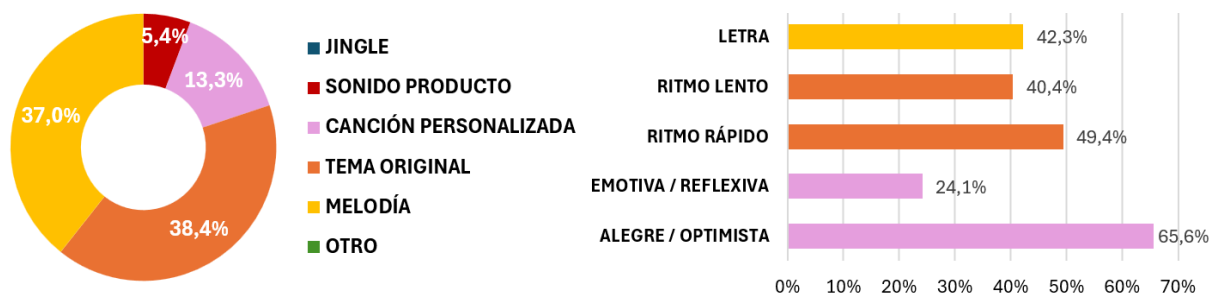 5,4%
13,3%
37,0%
38,4%
JINGLE
SONIDO PRODUCTO
CANCIÓN PERSONALIZADA
TEMA ORIGINAL
MELODÍA
OTRO
LETRA 42,3%
RITMO LENTO 40,4%
RITMO RÁPIDO 49,4%
EMOTIVA / REFLEXIVA 24,1%
ALEGRE / OPTIMISTA 65,6%
0% 10% 20% 30% 40% 50% 60% 70%